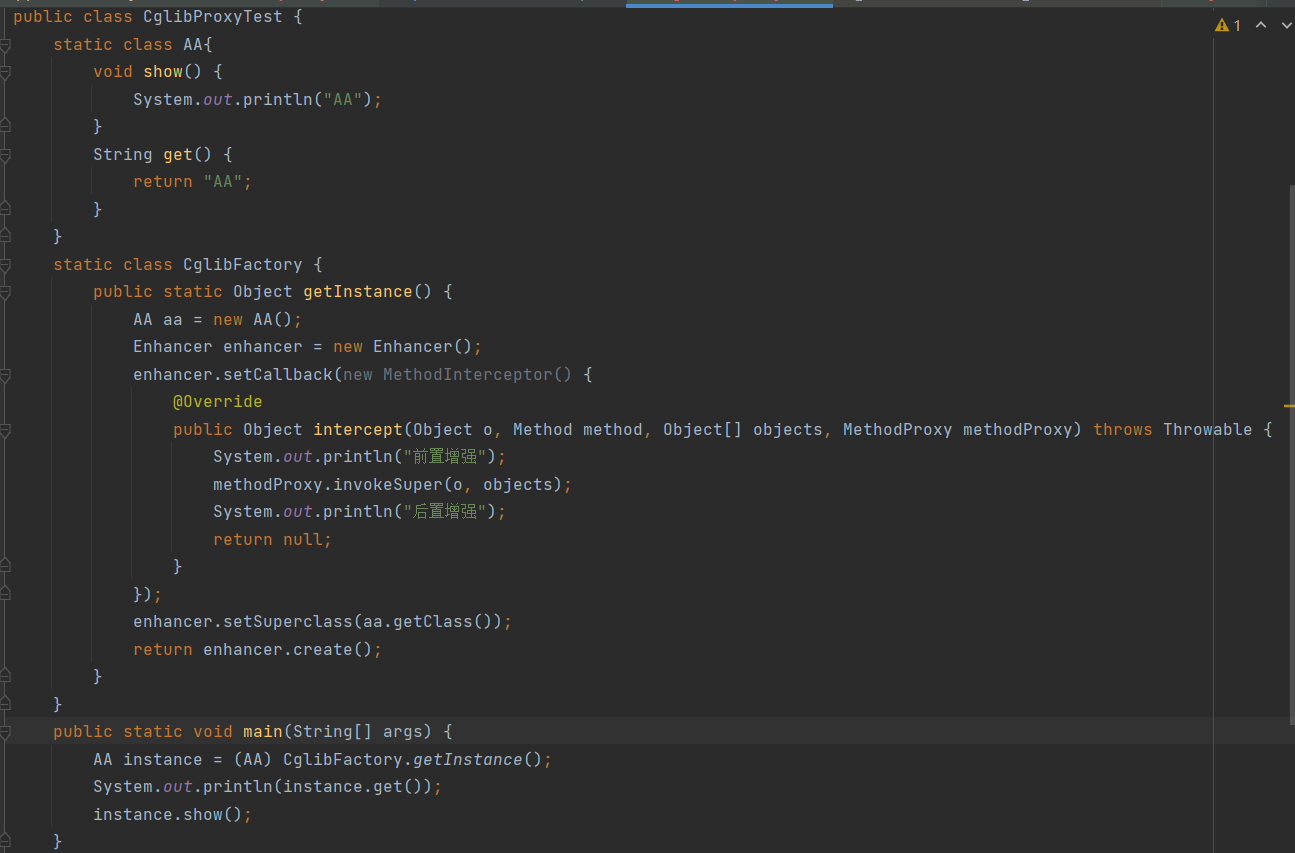 public class CglibProxyTest {
    static class AA{
        void show() {
            System.out.println("AA");
        }
        String get() {
            return "AA";
        }
    }
    static class CglibFactory {
        public static Object getInstance() {
            AA aa = new AA();
            Enhancer enhancer = new Enhancer();
            enhancer.setCallback(new MethodInterceptor() {
                @Override
                public Object intercept(Object o, Method method, Object[] objects, MethodProxy methodProxy) throws Throwable {
                    System.out.println("前置增强");
                    methodProxy.invokeSuper(o, objects);
                    System.out.println("后置增强");
                    return null;
                }
            });
            enhancer.setSuperclass(aa.getClass());
            return enhancer.create();
        }
    }
    public static void main(String[] args) {
        AA instance = (AA) CglibFactory.getInstance();
        System.out.println(instance.get());
        instance.show();
    }
1